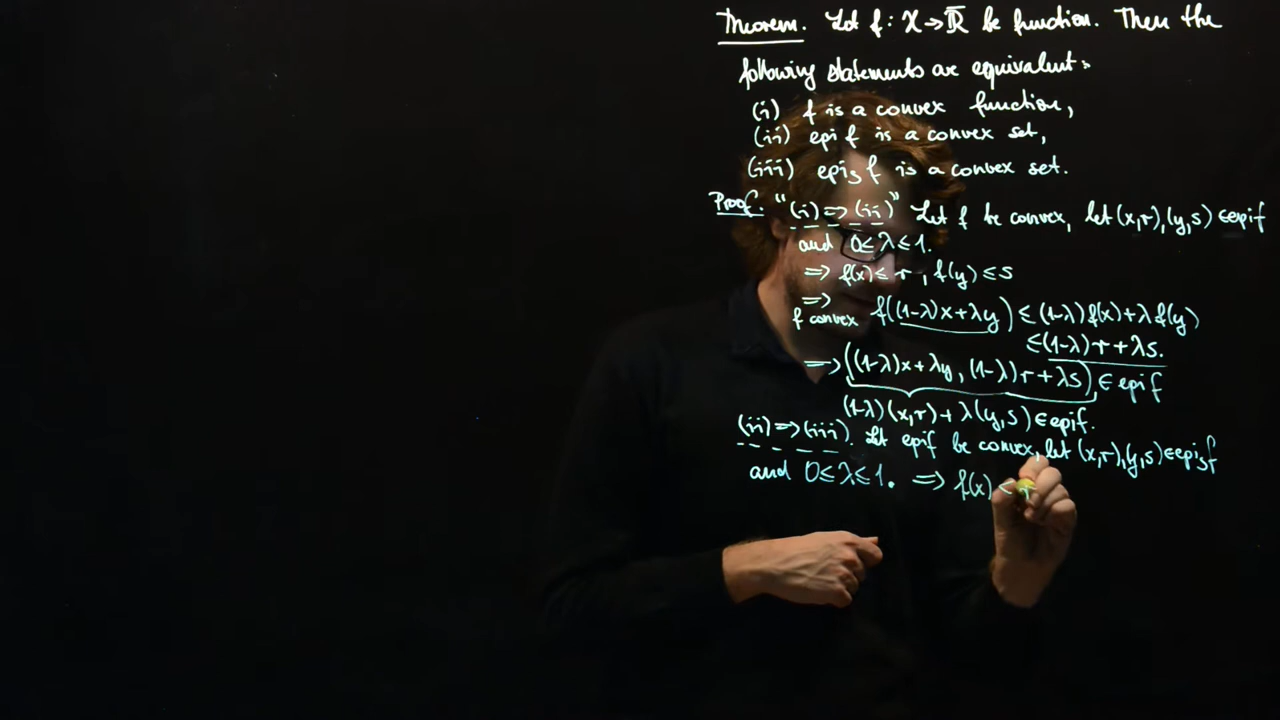 Theorem. Let f: X → R̅ be function. Then the
following statements are equivalent:
(i) f is a convex function,
(ii) epi f is a convex set,
(iii) epi_s f is a convex set.
Proof. "(i) => (ii)" Let f be convex, let (x,r),(y,s) ∈ epi f
and 0 ≤ λ ≤ 1.
=> f(x) ≤ r, f(y) ≤ s
=> f convex f((1-λ)x+λy) ≤ (1-λ)f(x)+λf(y)
≤ (1-λ)r+λs.
=> ((1-λ)x+λy, (1-λ)r+λs) ∈ epi f
(1-λ)(x,r)+λ(y,s) ∈ epi f.
(ii) => (iii). Let epi f be convex, let (x,r),(y,s) ∈ epi_s f
and 0 ≤ λ ≤ 1. => f(x) <